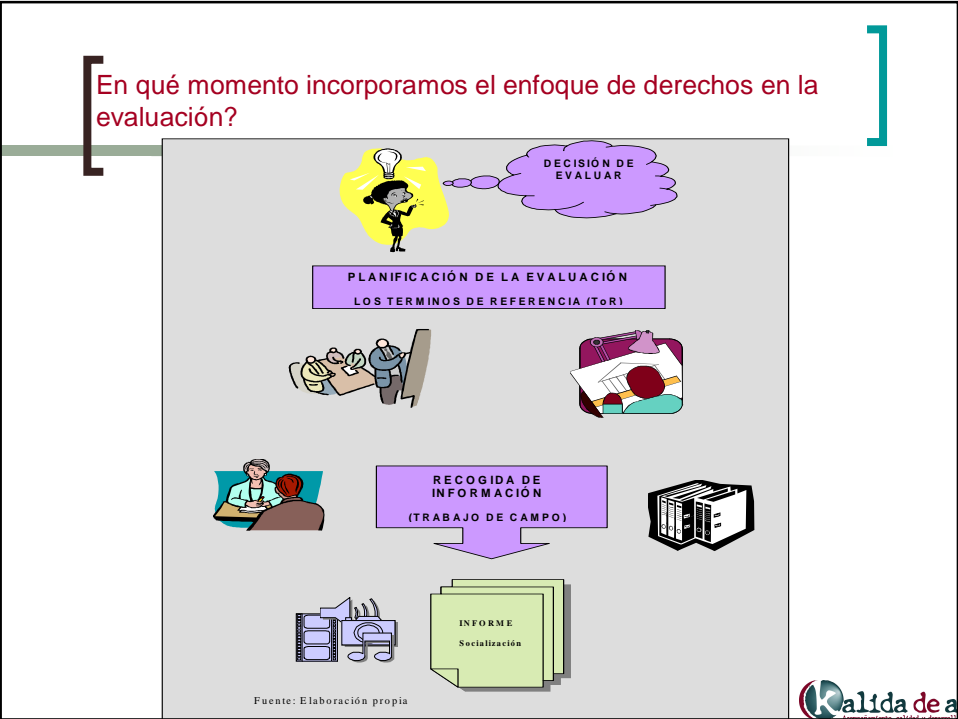 En qué momento incorporamos el enfoque de derechos en la
evaluación?
DECISIÓN DE
EVALUAR
PLANIFICACIÓN DE LA EVALUACIÓN
LOS TERMINOS DE REFERENCIA (ToR)
RECOGIDA DE
INFORMACIÓN
(TRABAJO DE CAMPO)
INFORME
Socialización
Fuente: Elaboración propia
Kalida de a